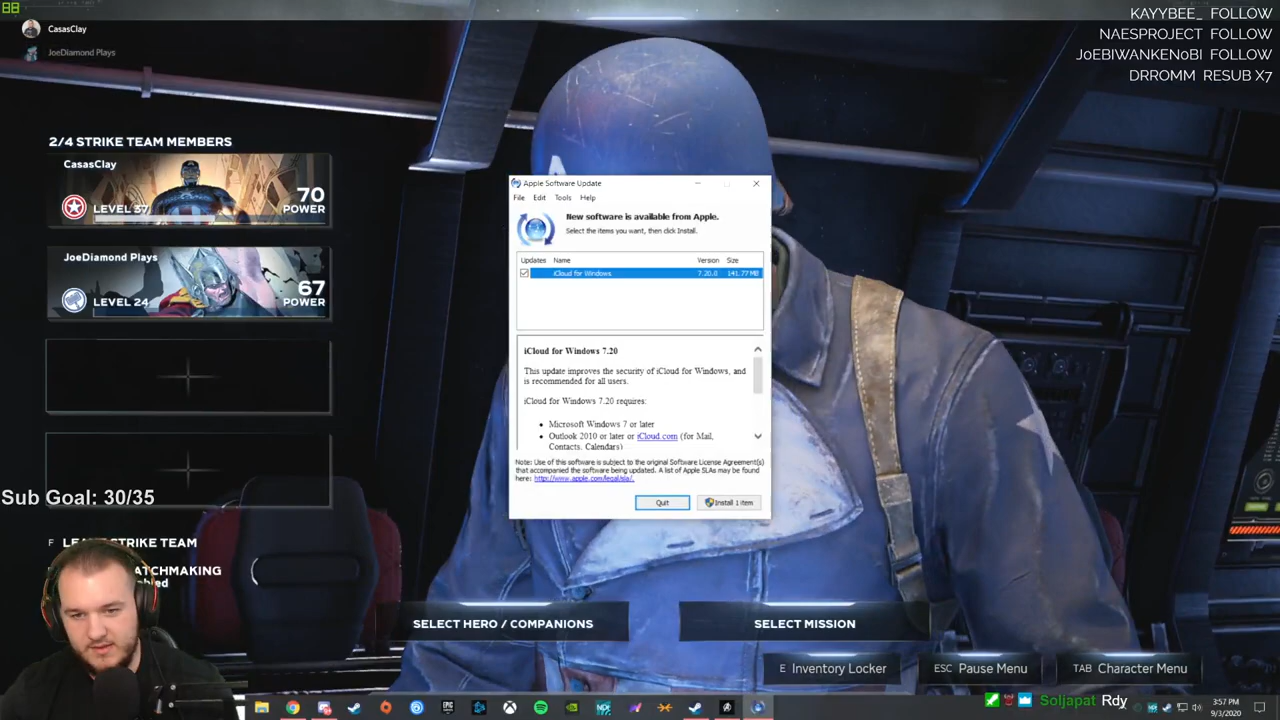 88
CasasClay
JoeDiamond Plays
KAYYBEE_ FOLLOW
NAESPROJECT FOLLOW
JOEBIWANKENOBI FOLLOW
DRROMM RESUB X7
2/4 STRIKE TEAM MEMBERS
CasasClay
LEVEL 37
70
POWER
JoeDiamond Plays
LEVEL 24
67
POWER
Apple Software Update
File Edit Tools Help
New software is available from Apple.
Select the items you want, then click Install.
Updates Name Version Size
iCloud for Windows 7.20.0 141.77 MB
iCloud for Windows 7.20
This update improves the security of iCloud for Windows, and
is recommended for all users.
iCloud for Windows 7.20 requires:
• Microsoft Windows 7 or later
• Outlook 2010 or later or iCloud.com (for Mail,
Contacts, Calendars)
Note: Use of this software is subject to the original Software License Agreement(s)
that accompanied the software being updated. A list of Apple SLAs may be found
here: http://www.apple.com/legal/sla/.
Quit Install 1 item
Sub Goal: 30/35
F STRIKE TEAM
SELECT HERO / COMPANIONS
SELECT MISSION
E Inventory Locker
ESC Pause Menu
TAB Character Menu
Soljapat Rdy
3:57 PM
9/3/2020